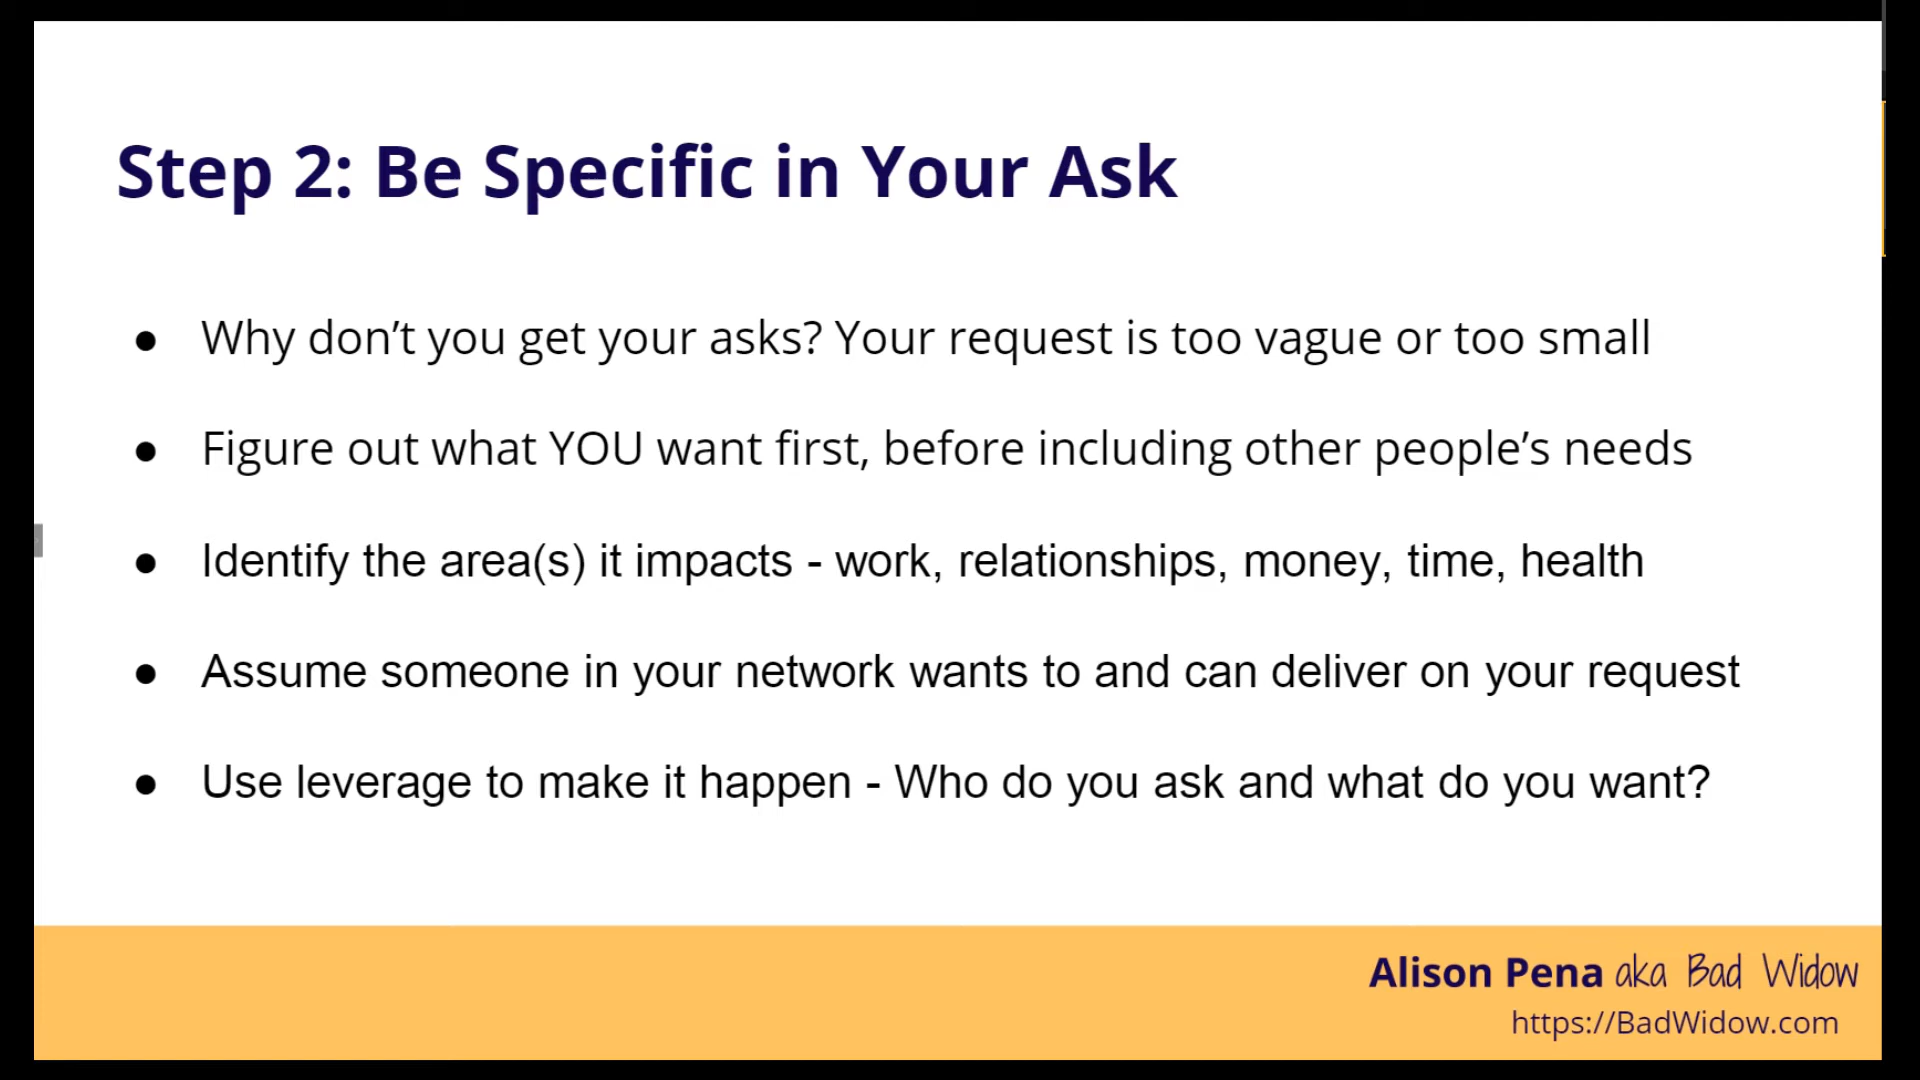 Step 2: Be Specific in Your Ask
● Why don’t you get your asks? Your request is too vague or too small
● Figure out what YOU want first, before including other people’s needs
● Identify the area(s) it impacts - work, relationships, money, time, health
● Assume someone in your network wants to and can deliver on your request
● Use leverage to make it happen - Who do you ask and what do you want?
Alison Pena aka Bad Widow
https://BadWidow.com